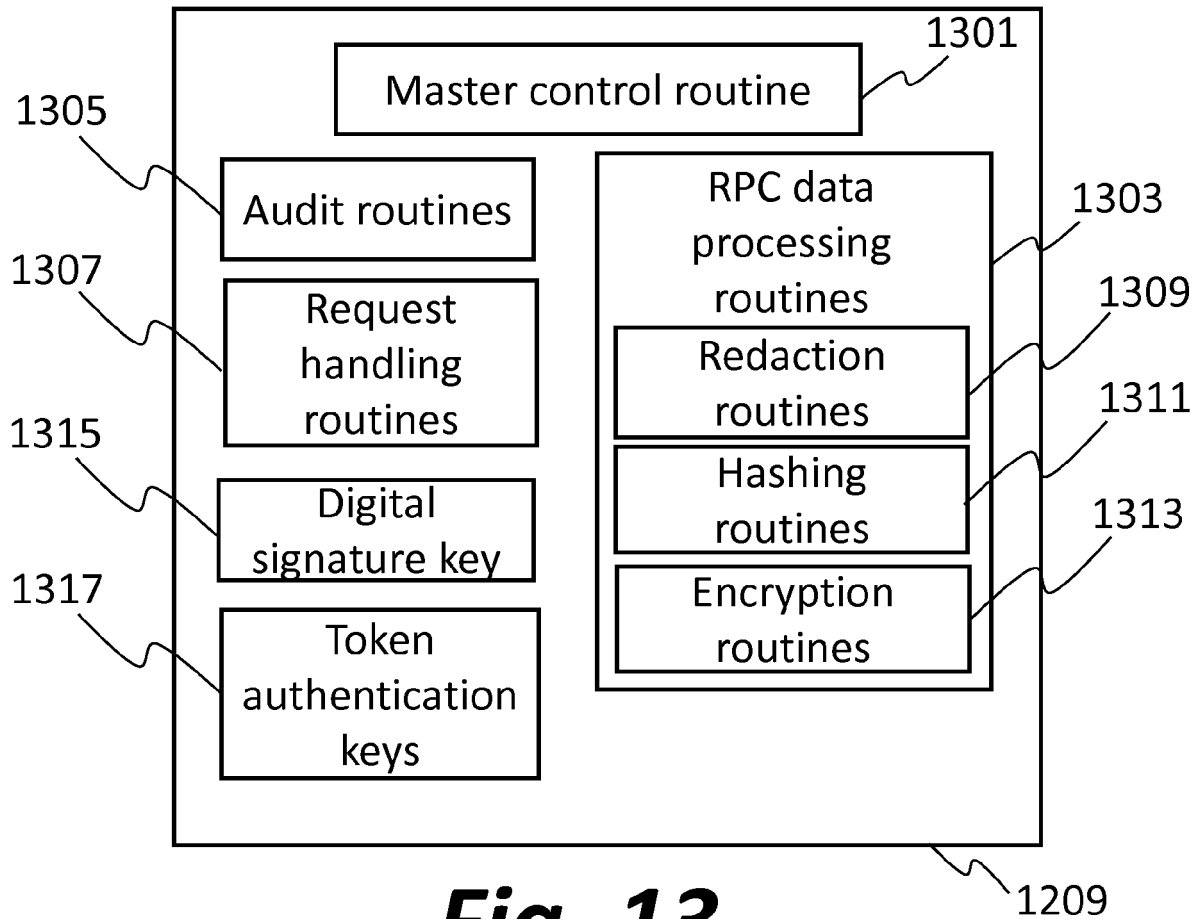 1301
Master control routine
1305
Audit routines
RPC data
processing
routines
1303
1307
Request
handling
routines
1309
Redaction
routines
1311
Hashing
routines
1315
Digital
signature key
1313
Encryption
routines
1317
Token
authentication
keys
1209
Fig. 13